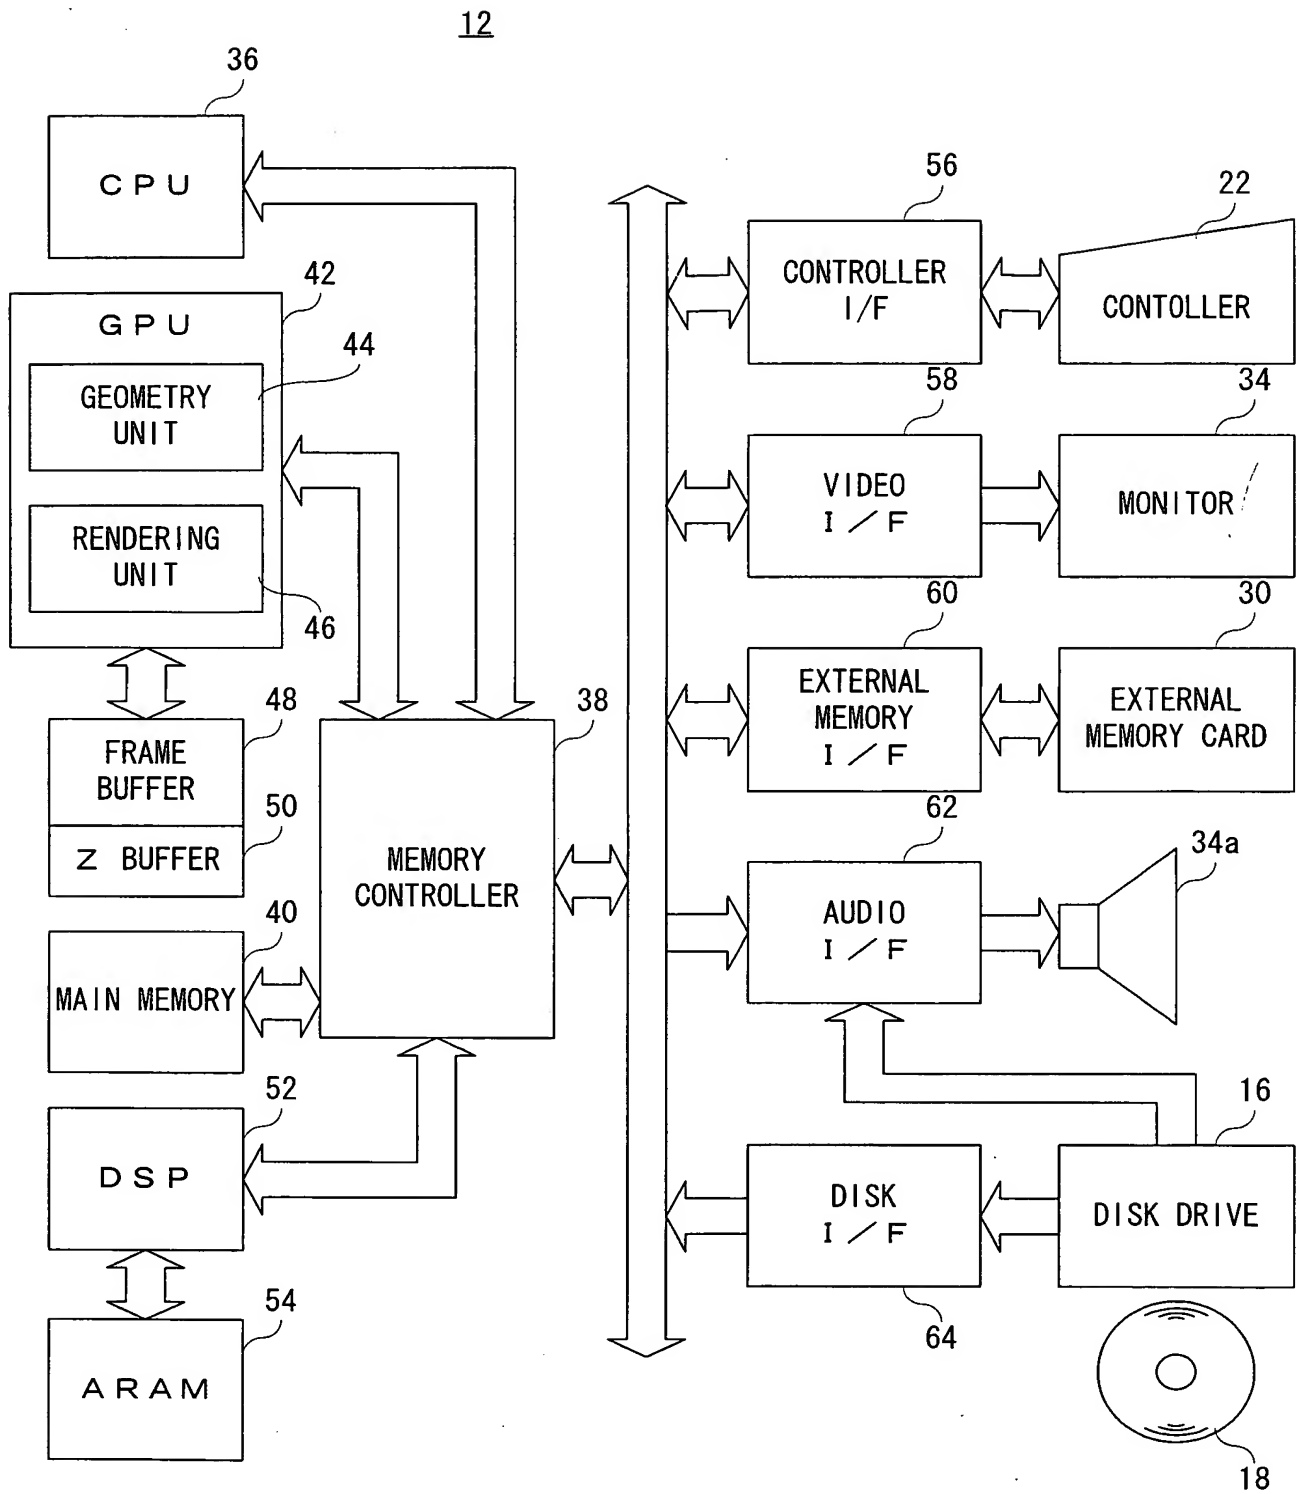 12
36
CPU
42
GPU
44
GEOMETRY
UNIT
RENDERING
UNIT
46
48
FRAME
BUFFER
50
Z BUFFER
40
MAIN MEMORY
52
DSP
54
ARAM
38
MEMORY
CONTROLLER
56
CONTROLLER
I/F
22
CONTOLLER
58
VIDEO
I/F
34
MONITOR
60
EXTERNAL
MEMORY
I/F
30
EXTERNAL
MEMORY CARD
62
AUDIO
I/F
34a
DISK
I/F
64
16
DISK DRIVE
18